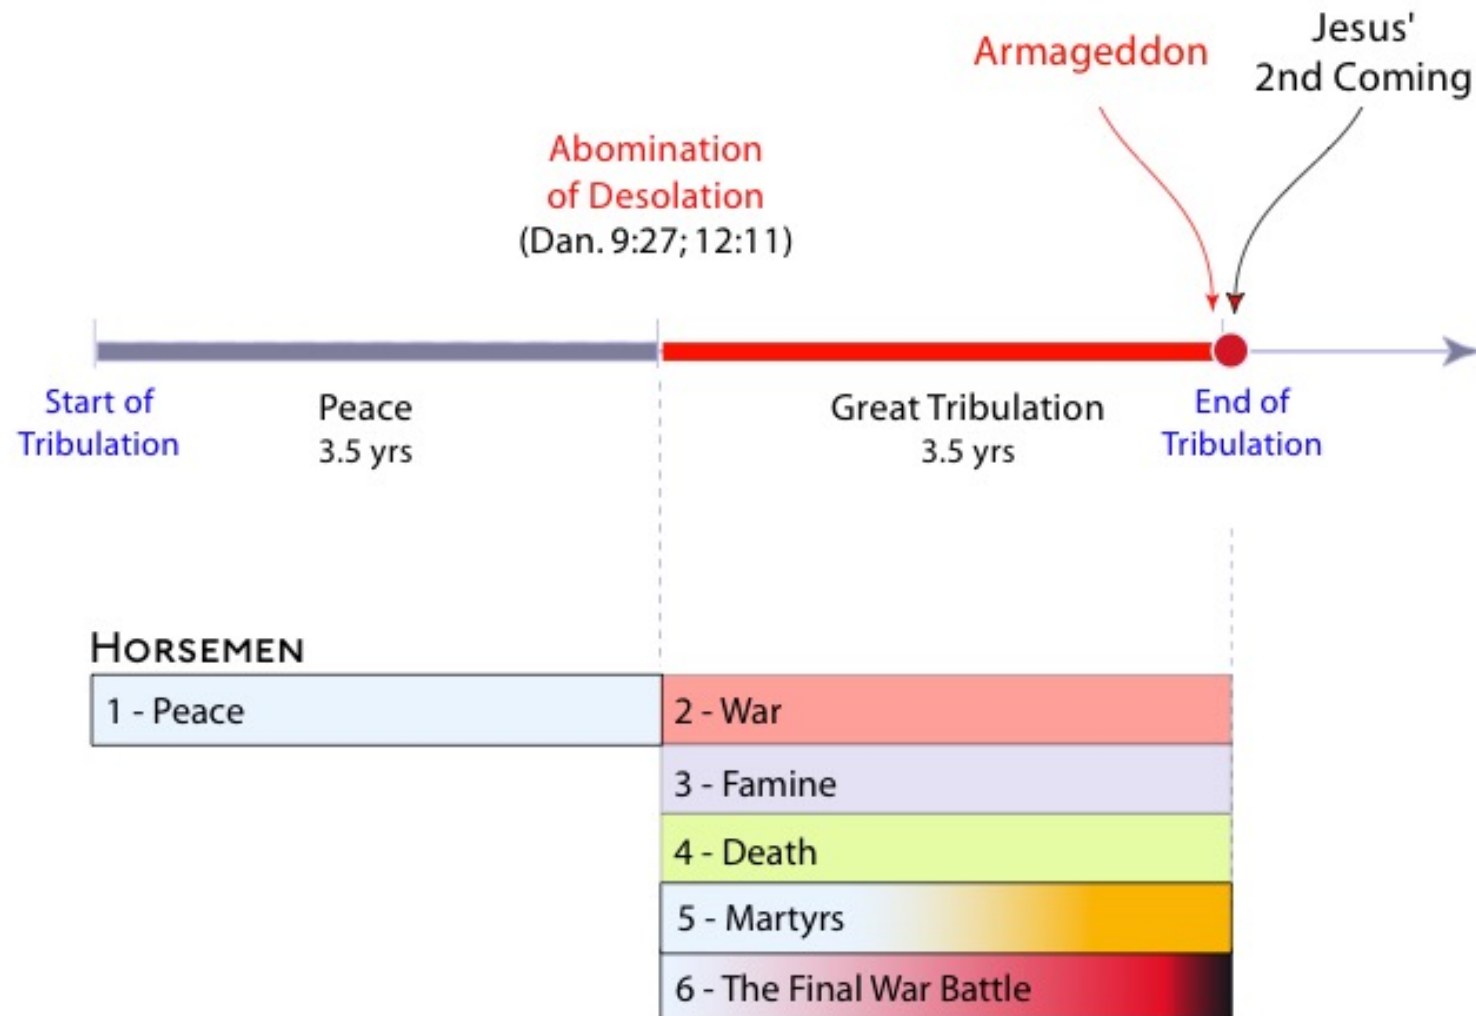 Armageddon
Jesus'
2nd Coming
Abomination
of Desolation
(Dan. 9:27; 12:11)
Start of
Tribulation
Peace
3.5 yrs
Great Tribulation
3.5 yrs
End of
Tribulation
HORSEMEN
1 - Peace
2 - War
3 - Famine
4 - Death
5 - Martyrs
6 - The Final War Battle